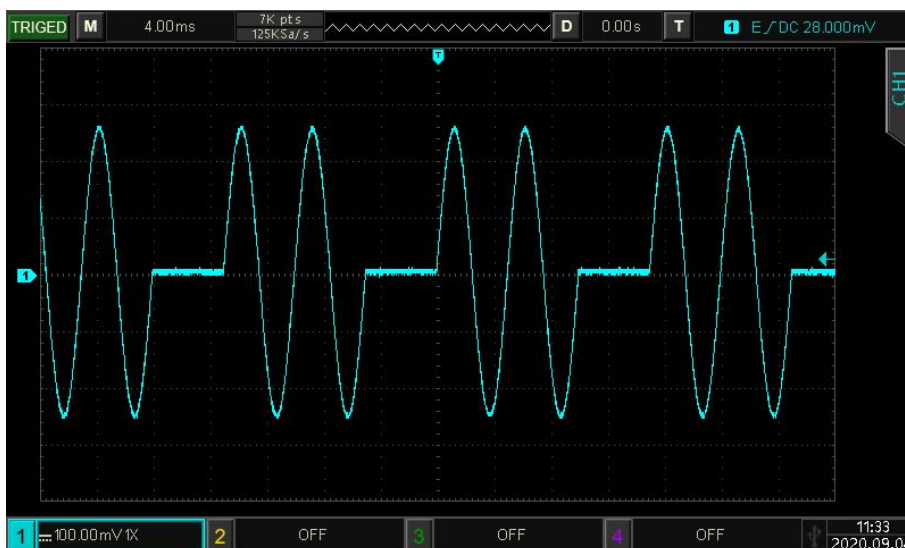 TRIGED M 4.00ms 7K pts
125KSa/s D 0.00s T 1 E DC 28.000mV
T
CH1
1
1 100.00mV 1X 2 OFF 3 OFF 4 OFF 11:33